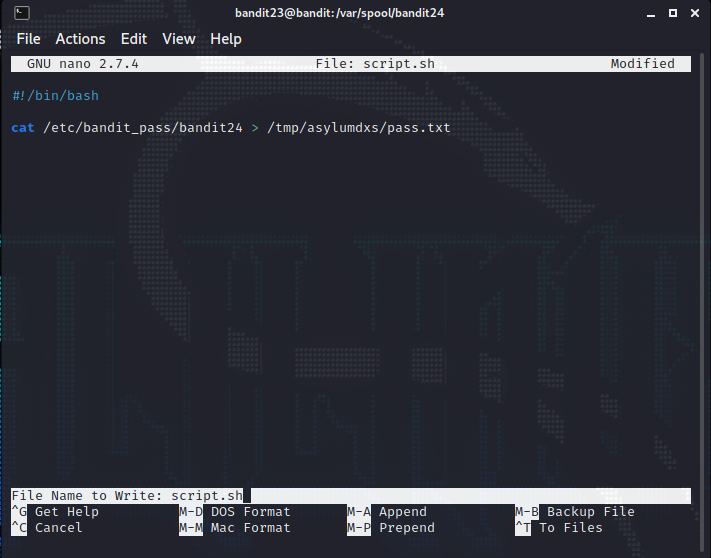 bandit23@bandit: /var/spool/bandit24
File Actions Edit View Help
GNU nano 2.7.4 File: script.sh Modified
#!/bin/bash
cat /etc/bandit_pass/bandit24 > /tmp/asylumdxs/pass.txt
File Name to Write: script.sh
^G Get Help M-D DOS Format M-A Append M-B Backup File
^C Cancel M-M Mac Format M-P Prepend ^T To Files